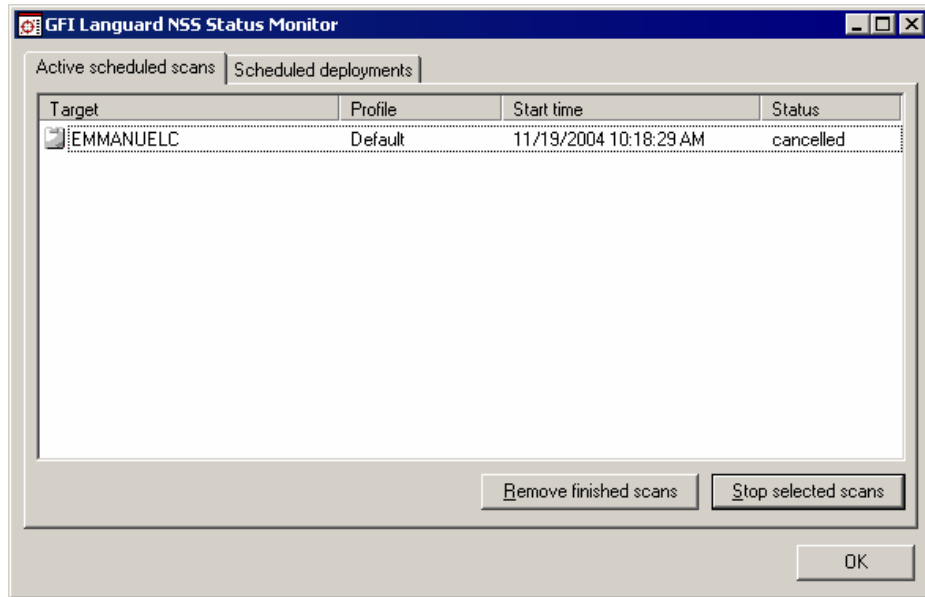 GFI Languard NSS Status Monitor
Active scheduled scans Scheduled deployments
Target Profile Start time Status
EMMANUELC Default 11/19/2004 10:18:29 AM cancelled
Remove finished scans Stop selected scans
OK